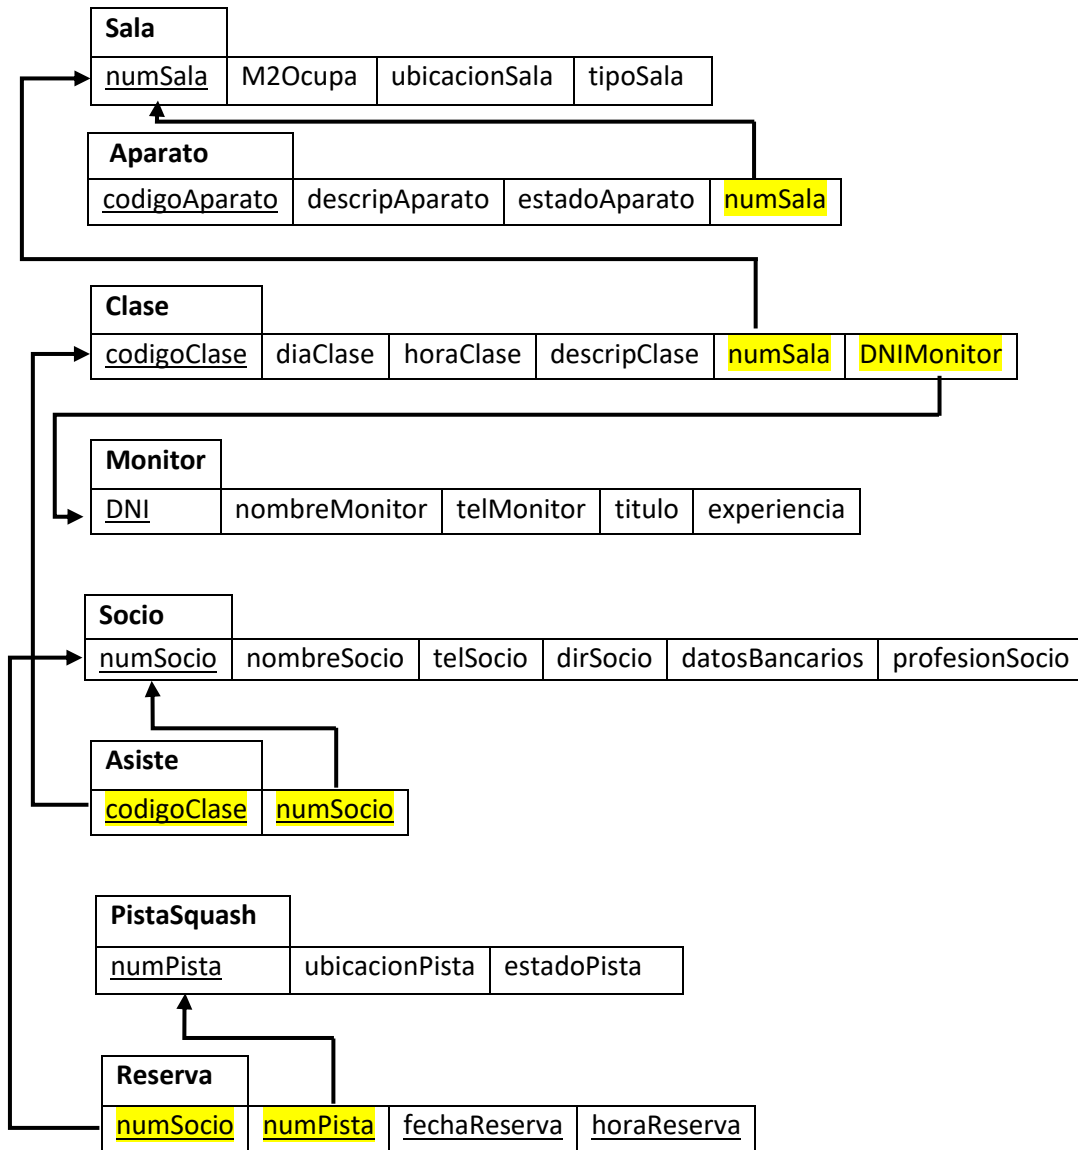 Sala
numSala M2Ocupa ubicacionSala tipoSala
Aparato
codigoAparato descripAparato estadoAparato numSala
Clase
codigoClase diaClase horaClase descripClase numSala DNIMonitor
Monitor
DNI nombreMonitor telMonitor titulo experiencia
Socio
numSocio nombreSocio telSocio dirSocio datosBancarios profesionSocio
Asiste
codigoClase numSocio
PistaSquash
numPista ubicacionPista estadoPista
Reserva
numSocio numPista fechaReserva horaReserva